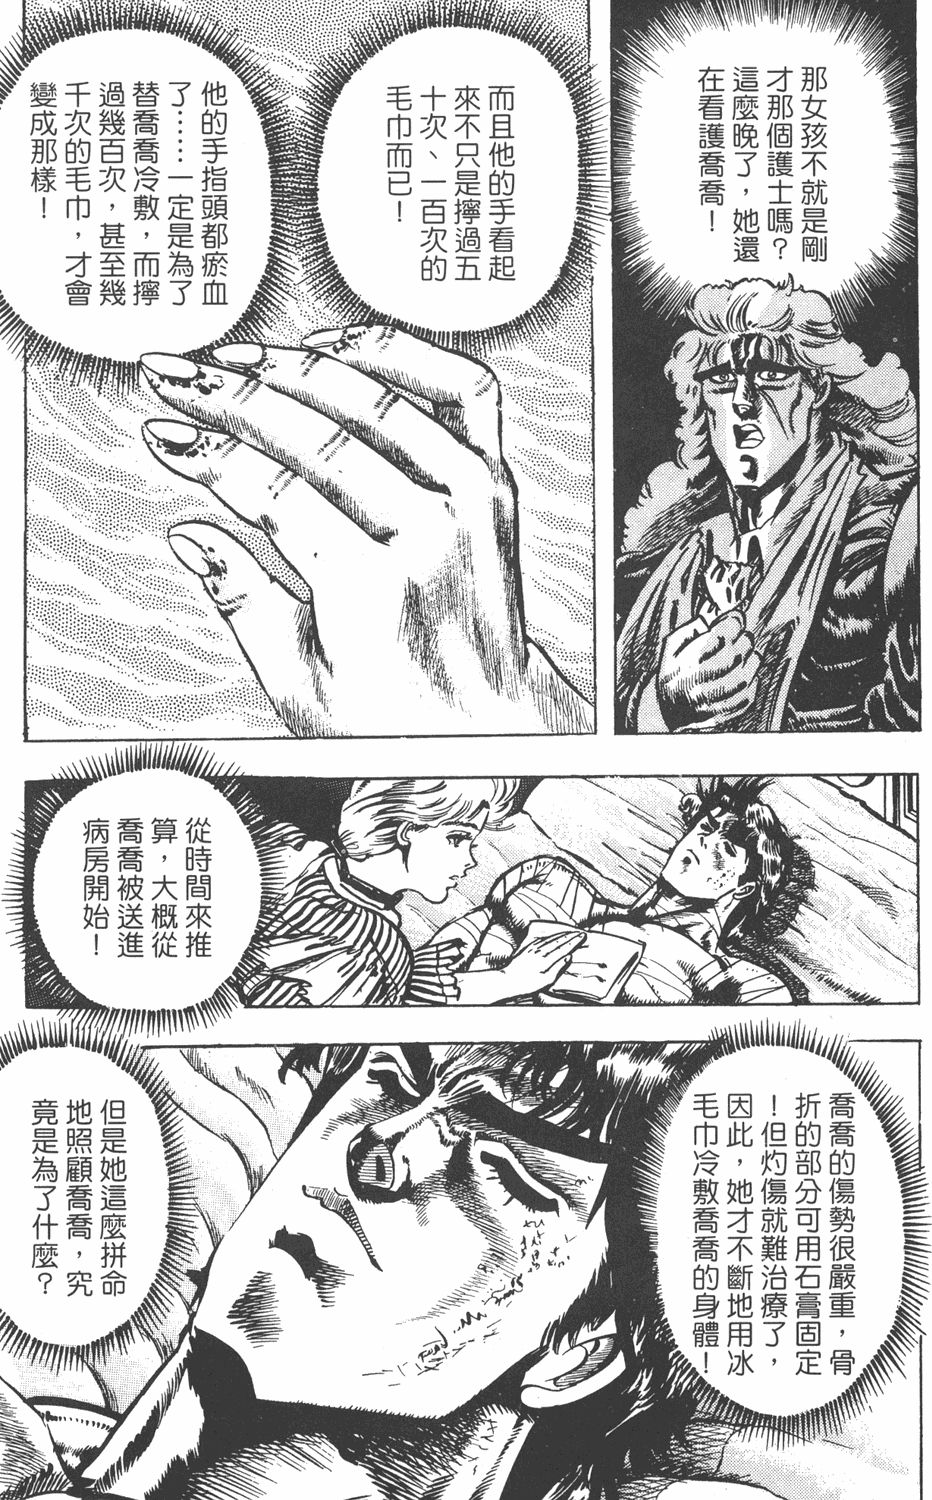 那女孩不就是剛
才那個護士嗎？
這麼晚了，她還
在看護喬喬！
而且他的手看起
來不只是擰過五
十次、一百次的
毛巾而已！
他的手指頭都瘀血
了……一定是為了
替喬喬冷敷，而擰
過幾百次，甚至幾
千次的毛巾，才會
變成那樣！
從時間來推
算，大概從
喬喬被送進
病房開始！
喬喬的傷勢很嚴重，骨
折的部分可用石膏固定
！但灼傷就難治療了，
因此，她才不斷地用冰
毛巾冷敷喬喬的身體！
但是她這麼拼命
地照顧喬喬，究
竟是為了什麼？